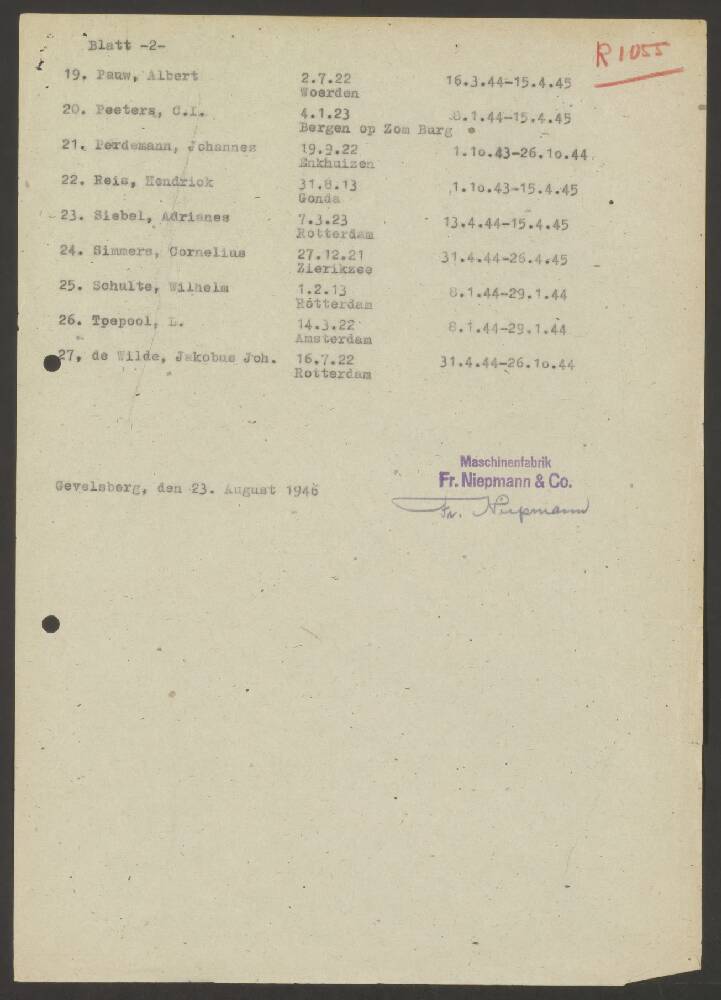 Blatt -2-
R 1055
19. Pauw, Albert 2.7.22 16.3.44-15.4.45
Woerden
20. Peeters, C.I. 4.1.23 8.1.44-15.4.45
Bergen op Zom Burg
21. Perdemann, Johannes 19.9.22 1.10.43-26.10.44
Enkhuizen
22. Reis, Hendriok 31.8.13 1.10.43-15.4.45
Gonda
23. Siebel, Adrianes 7.3.23 13.4.44-15.4.45
Rotterdam
24. Simmers, Cornelius 27.12.21 31.4.44-26.4.45
Zierikzee
25. Schulte, Wilhelm 1.2.13 8.1.44-29.1.44
Rotterdam
26. Tpepool, L. 14.3.22 8.1.44-29.1.44
Amsterdam
27, de Wilde, Jakobus Joh. 16.7.22 31.4.44-26.10.44
Rotterdam
Maschinenfabrik
Fr. Niepmann & Co.
Gevelsberg, den 23. August 1946
Fr. Niepmann